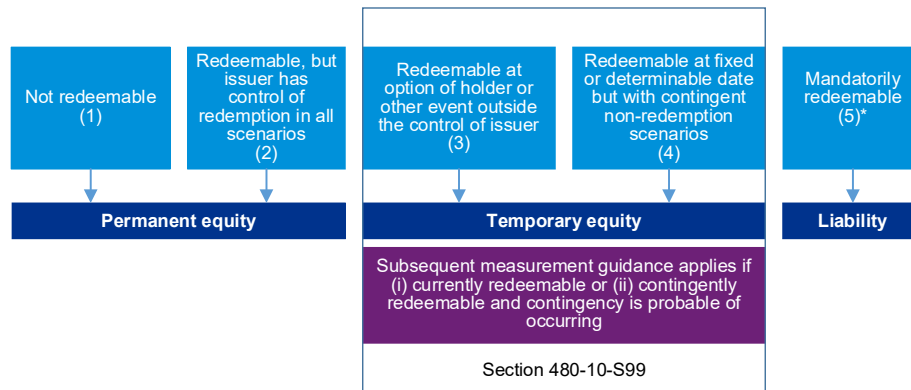 Not redeemable
(1)
Redeemable, but
issuer has
control of
redemption in all
scenarios
(2)
Redeemable at
option of holder or
other event outside
the control of issuer
(3)
Redeemable at fixed
or determinable date
but with contingent
non-redemption
scenarios
(4)
Mandatorily
redeemable
(5)*
Permanent equity
Temporary equity
Liability
Subsequent measurement guidance applies if
(i) currently redeemable or (ii) contingently
redeemable and contingency is probable of
occurring
Section 480-10-S99